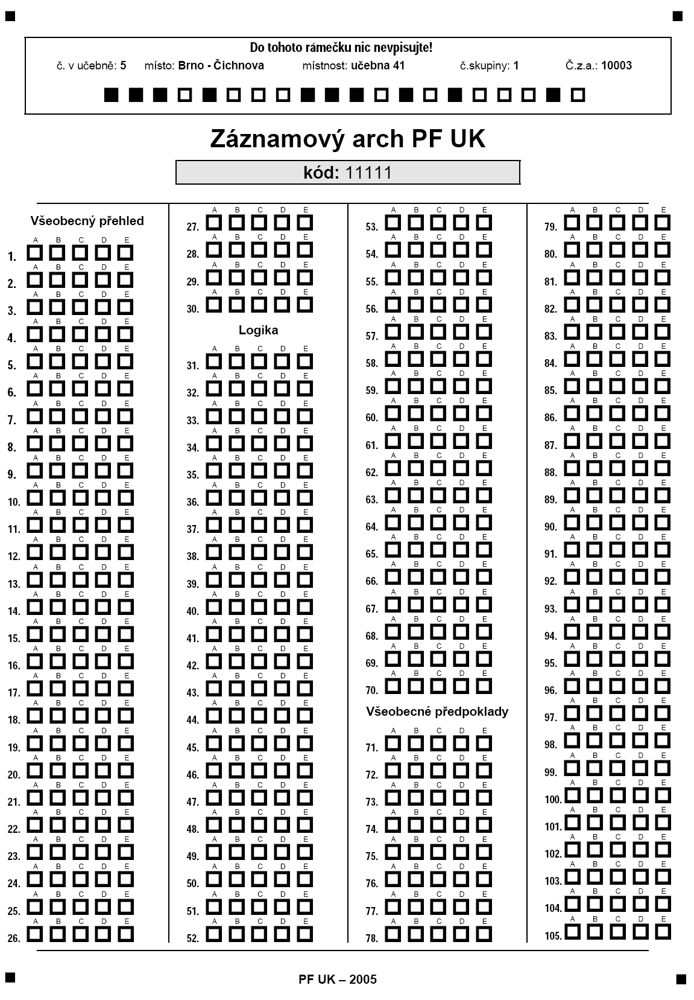 Do tohoto rámečku nic nevpisujte!
č. v učebně: 5 místo: Brno - Čichnova místnost: učebna 41 č.skupiny: 1 Č.z.a.: 10003
Záznamový arch PF UK
kód: 11111
Všeobecný přehled
A B C D E
1.
A B C D E
2.
A B C D E
3.
A B C D E
4.
A B C D E
5.
A B C D E
6.
A B C D E
7.
A B C D E
8.
A B C D E
9.
A B C D E
10.
A B C D E
11.
A B C D E
12.
A B C D E
13.
A B C D E
14.
A B C D E
15.
A B C D E
16.
A B C D E
17.
A B C D E
18.
A B C D E
19.
A B C D E
20.
A B C D E
21.
A B C D E
22.
A B C D E
23.
A B C D E
24.
A B C D E
25.
A B C D E
26.
A B C D E
27.
A B C D E
28.
A B C D E
29.
A B C D E
30.
Logika
A B C D E
31.
A B C D E
32.
A B C D E
33.
A B C D E
34.
A B C D E
35.
A B C D E
36.
A B C D E
37.
A B C D E
38.
A B C D E
39.
A B C D E
40.
A B C D E
41.
A B C D E
42.
A B C D E
43.
A B C D E
44.
A B C D E
45.
A B C D E
46.
A B C D E
47.
A B C D E
48.
A B C D E
49.
A B C D E
50.
A B C D E
51.
A B C D E
52.
A B C D E
53.
A B C D E
54.
A B C D E
55.
A B C D E
56.
A B C D E
57.
A B C D E
58.
A B C D E
59.
A B C D E
60.
A B C D E
61.
A B C D E
62.
A B C D E
63.
A B C D E
64.
A B C D E
65.
A B C D E
66.
A B C D E
67.
A B C D E
68.
A B C D E
69.
A B C D E
70.
Všeobecné předpoklady
A B C D E
71.
A B C D E
72.
A B C D E
73.
A B C D E
74.
A B C D E
75.
A B C D E
76.
A B C D E
77.
A B C D E
78.
A B C D E
79.
A B C D E
80.
A B C D E
81.
A B C D E
82.
A B C D E
83.
A B C D E
84.
A B C D E
85.
A B C D E
86.
A B C D E
87.
A B C D E
88.
A B C D E
89.
A B C D E
90.
A B C D E
91.
A B C D E
92.
A B C D E
93.
A B C D E
94.
A B C D E
95.
A B C D E
96.
A B C D E
97.
A B C D E
98.
A B C D E
99.
A B C D E
100.
A B C D E
101.
A B C D E
102.
A B C D E
103.
A B C D E
104.
A B C D E
105.
PF UK – 2005